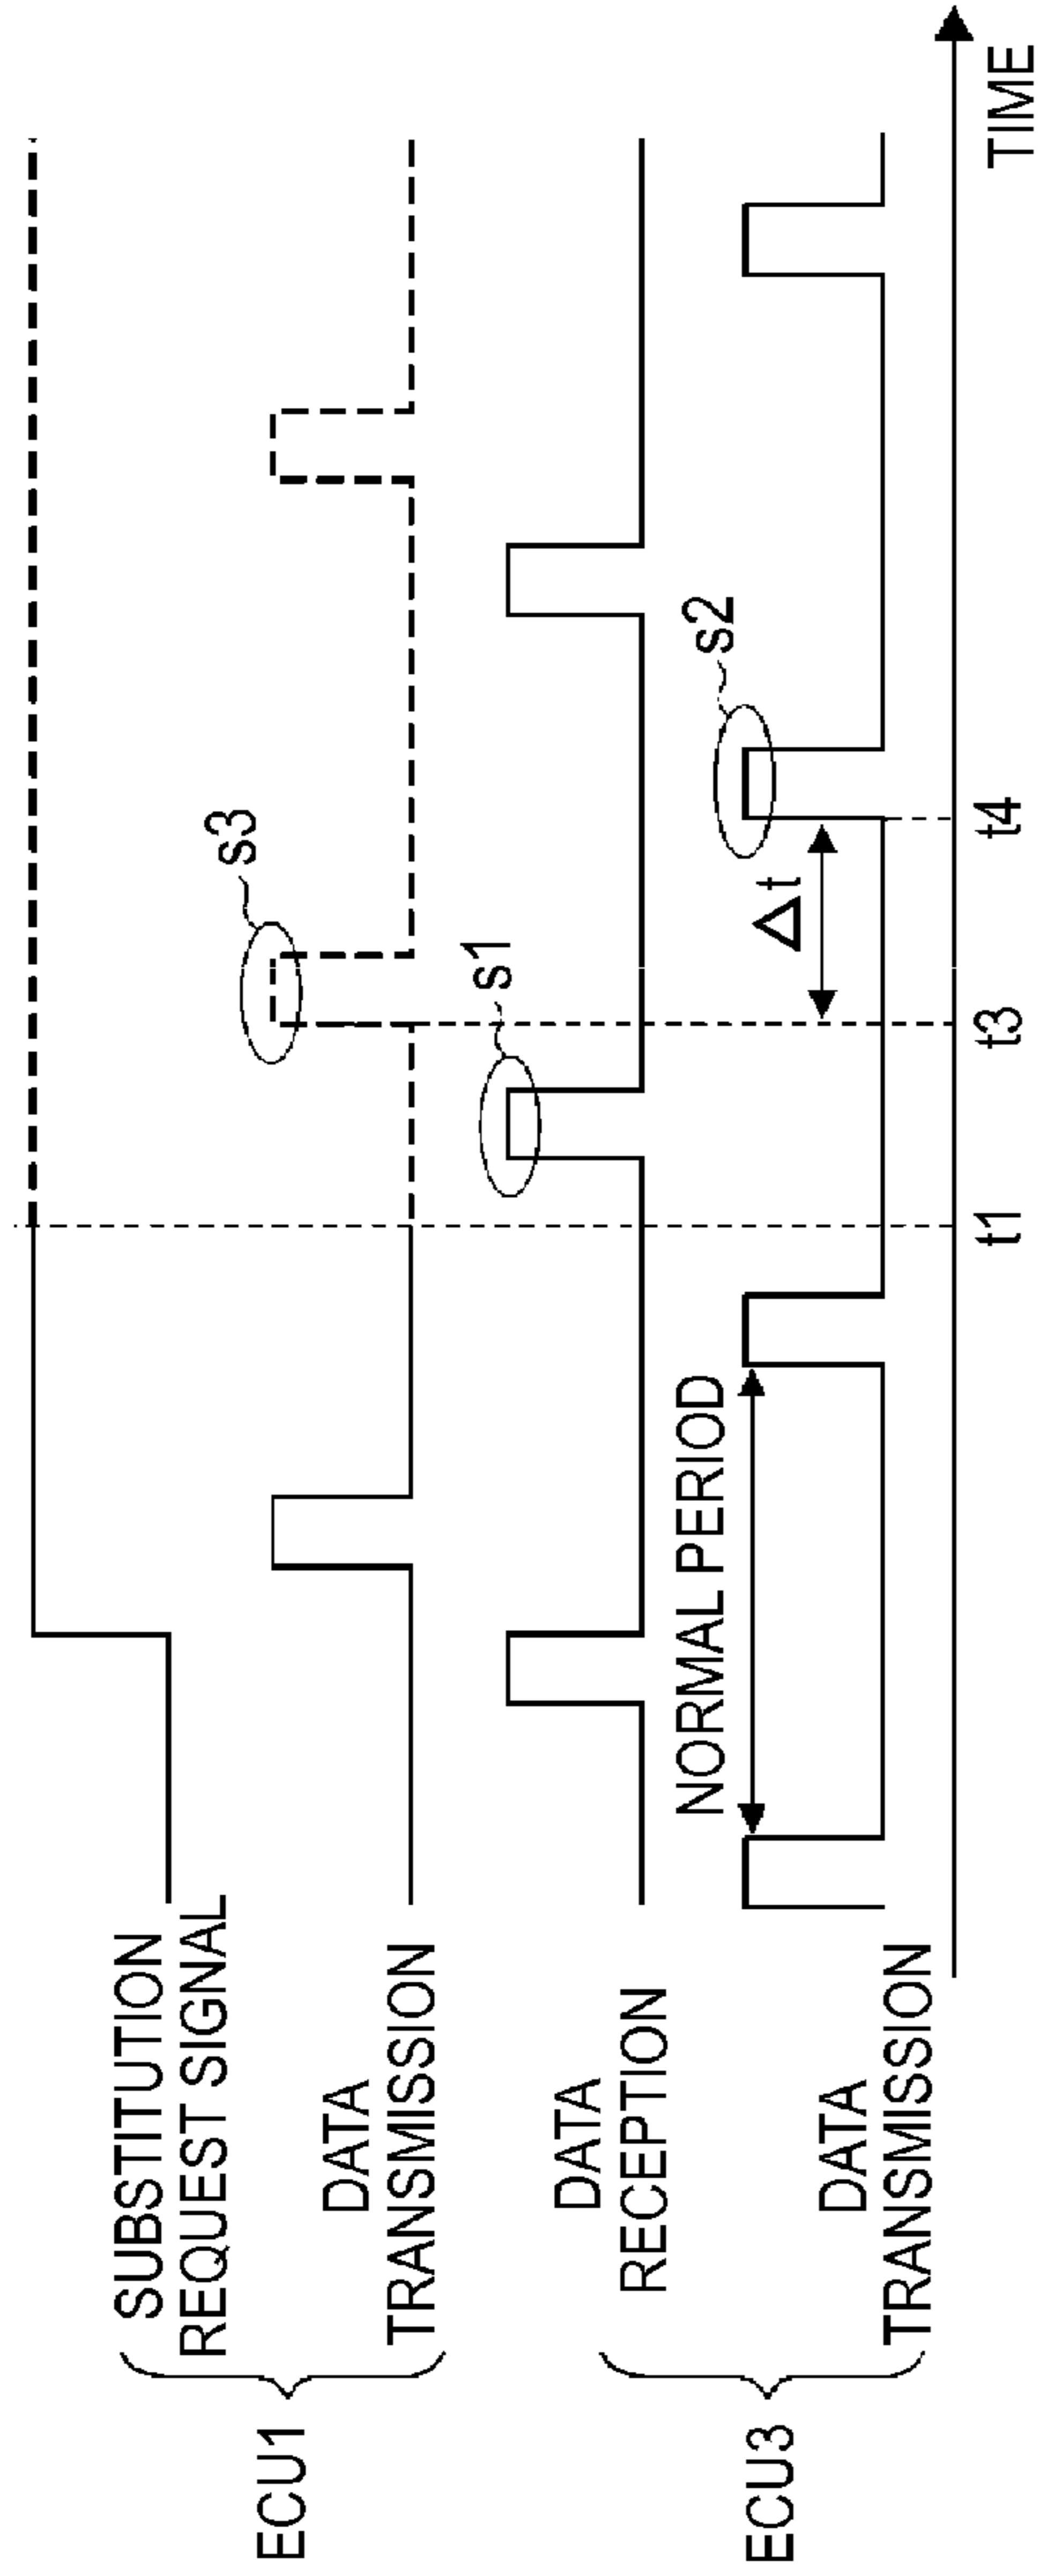 ECU1
SUBSTITUTION
REQUEST SIGNAL
DATA
TRANSMISSION
s3
ECU3
DATA
RECEPTION
s1
DATA
TRANSMISSION
NORMAL PERIOD
Δt
s2
t1
t3
t4
TIME